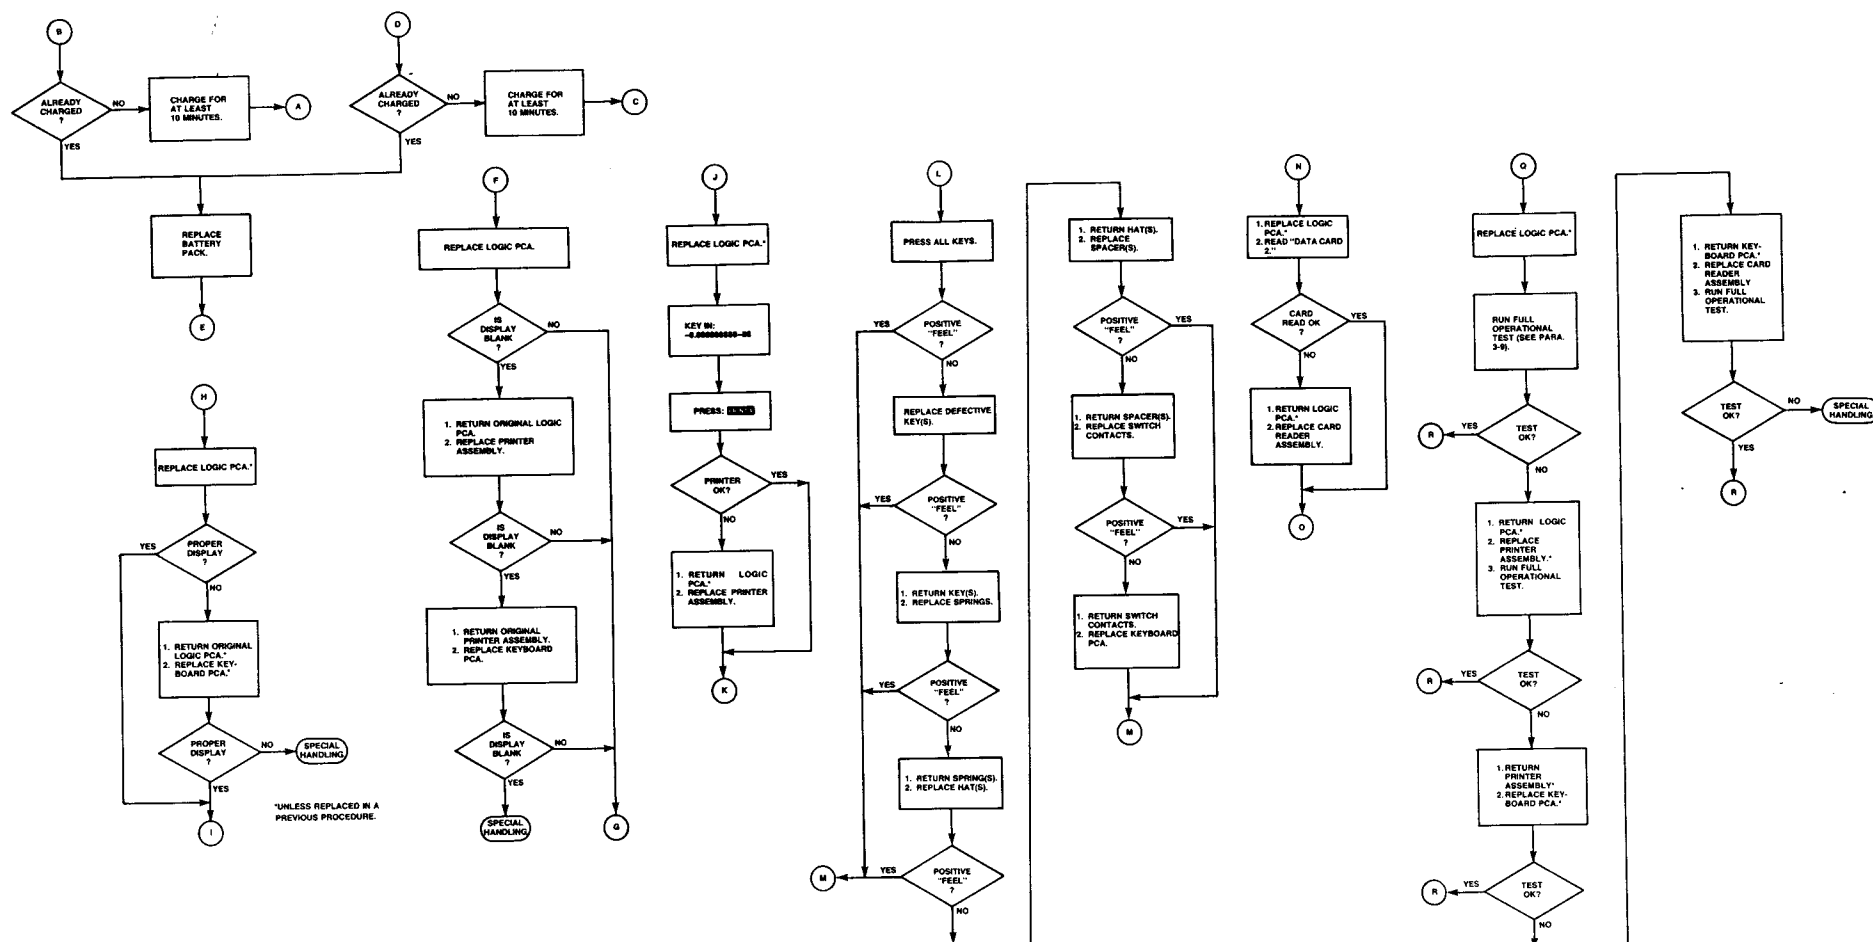 B
ALREADY
CHARGED
?
NO
YES
CHARGE FOR
AT LEAST
10 MINUTES.
A
D
ALREADY
CHARGED
?
NO
YES
CHARGE FOR
AT LEAST
10 MINUTES.
C
REPLACE
BATTERY
PACK.
E
H
REPLACE LOGIC PCA.*
PROPER
DISPLAY
?
YES
NO
1. RETURN ORIGINAL
LOGIC PCA.*
2. REPLACE KEY-
BOARD PCA.*
PROPER
DISPLAY
?
NO
SPECIAL
HANDLING
YES
I
*UNLESS REPLACED IN A
PREVIOUS PROCEDURE.
F
REPLACE LOGIC PCA.
IS
DISPLAY
BLANK
?
NO
YES
1. RETURN ORIGINAL LOGIC
PCA.
2. REPLACE PRINTER
ASSEMBLY.
IS
DISPLAY
BLANK
?
NO
YES
1. RETURN ORIGINAL
PRINTER ASSEMBLY.
2. REPLACE KEYBOARD
PCA.
IS
DISPLAY
BLANK
?
NO
YES
SPECIAL
HANDLING
G
J
REPLACE LOGIC PCA.*
KEY IN:
PRESS:
PRINTER
OK?
YES
NO
1. RETURN LOGIC
PCA.*
2. REPLACE PRINTER
ASSEMBLY.
K
L
PRESS ALL KEYS.
POSITIVE
"FEEL"
?
YES
NO
REPLACE DEFECTIVE
KEY(S).
POSITIVE
"FEEL"
?
YES
NO
1. RETURN KEY(S).
2. REPLACE SPRINGS.
POSITIVE
"FEEL"
?
YES
NO
1. RETURN SPRING(S).
2. REPLACE HAT(S).
POSITIVE
"FEEL"
?
YES
M
NO
1. RETURN HAT(S).
2. REPLACE
SPACER(S).
POSITIVE
"FEEL"
?
YES
NO
1. RETURN SPACER(S).
2. REPLACE SWITCH
CONTACTS.
POSITIVE
"FEEL"
?
YES
NO
1. RETURN SWITCH
CONTACTS.
2. REPLACE KEYBOARD
PCA.
M
N
1. REPLACE LOGIC
PCA.*
2. READ "DATA CARD
2."
CARD
READ OK
?
YES
NO
1. RETURN LOGIC
PCA.*
2. REPLACE CARD
READER
ASSEMBLY.
O
Q
REPLACE LOGIC PCA.*
RUN FULL
OPERATIONAL
TEST (SEE PARA.
3-9).
TEST
OK?
YES
R
NO
1. RETURN LOGIC
PCA.*
2. REPLACE
PRINTER
ASSEMBLY.*
3. RUN FULL
OPERATIONAL
TEST.
TEST
OK?
YES
R
NO
1. RETURN
PRINTER
ASSEMBLY*
2. REPLACE KEY-
BOARD PCA.*
TEST
OK?
YES
R
NO
1. RETURN KEY-
BOARD PCA.*
2. REPLACE CARD
READER
ASSEMBLY
3. RUN FULL
OPERATIONAL
TEST.
TEST
OK?
NO
SPECIAL
HANDLING
YES
R